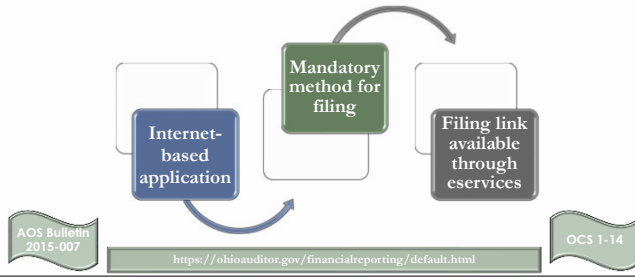 Internet-
based
application
Mandatory
method for
filing
Filing link
available
through
eservices
AOS Bulletin
2015-007
https://ohioauditor.gov/financialreporting/default.html
OCS 1-14